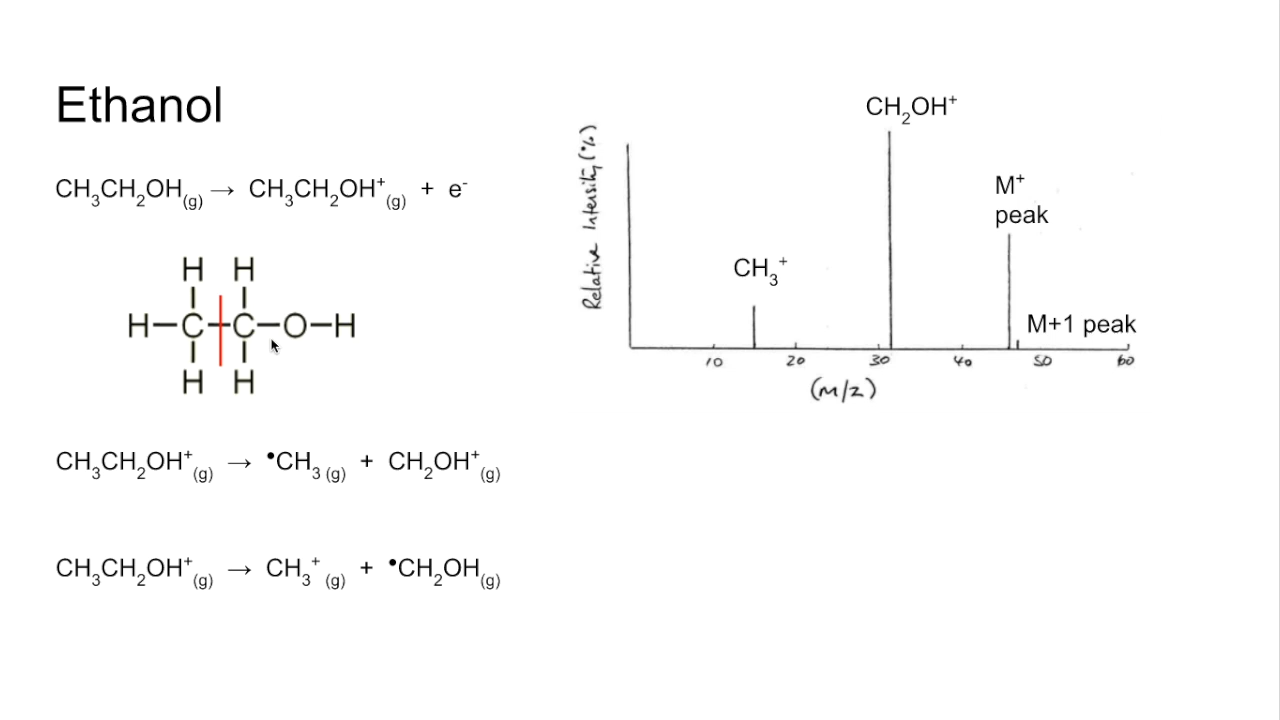 Ethanol
CH₃CH₂OH(g) → CH₃CH₂OH⁺(g) + e⁻
H H
H–C–C–O–H
H H
CH₃CH₂OH⁺(g) → •CH₃ (g) + CH₂OH⁺(g)
CH₃CH₂OH⁺(g) → CH₃⁺ (g) + •CH₂OH(g)
Relative Intensity (%)
CH₂OH⁺
M⁺
peak
CH₃⁺
M+1 peak
10 20 30 40 50 60
(m/z)